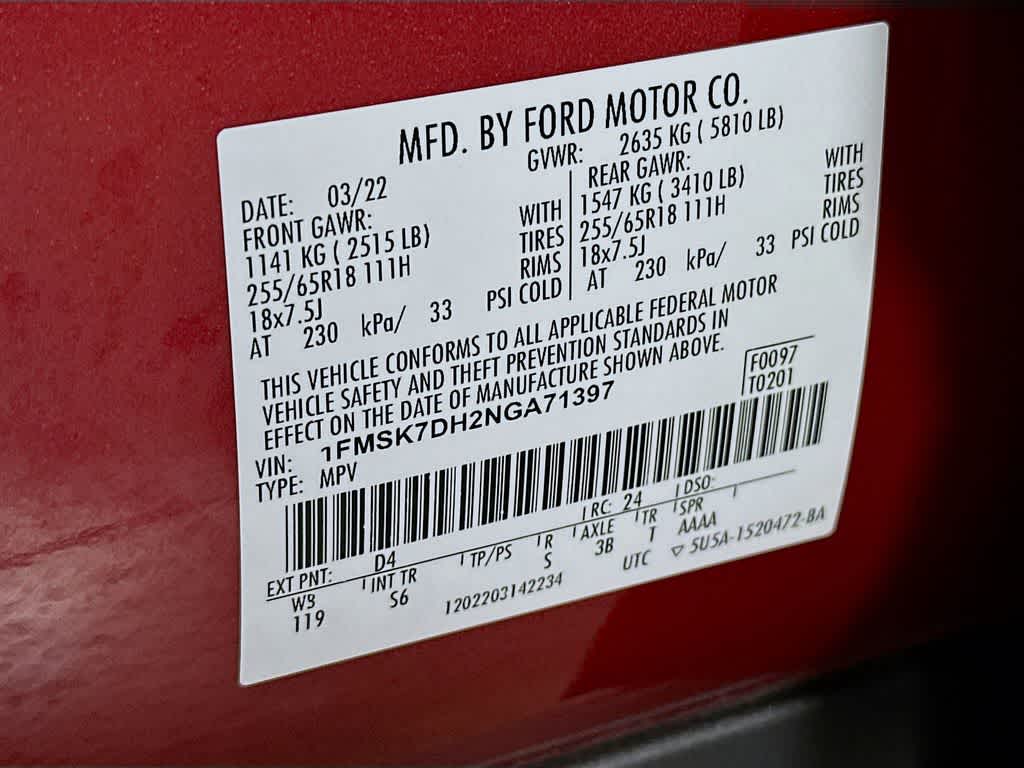 MFD. BY FORD MOTOR CO.
DATE: 03/22 GVWR: 2635 KG ( 5810 LB)
FRONT GAWR: REAR GAWR:
1141 KG ( 2515 LB) WITH 1547 KG ( 3410 LB) WITH
255/65R18 111H TIRES 255/65R18 111H TIRES
18x7.5J RIMS 18x7.5J RIMS
AT 230 kPa/ 33 PSI COLD AT 230 kPa/ 33 PSI COLD
THIS VEHICLE CONFORMS TO ALL APPLICABLE FEDERAL MOTOR
VEHICLE SAFETY AND THEFT PREVENTION STANDARDS IN
EFFECT ON THE DATE OF MANUFACTURE SHOWN ABOVE.
VIN: 1FMSK7DH2NGA71397 F0097
TYPE: MPV T0201
EXT PNT: D4 RC: 24 DSO:
WB INT TR TP/PS R AXLE TR SPR
119 S6 S 3B T AAAA
1202203142234 UTC ▽ 5U5A-1520472-BA